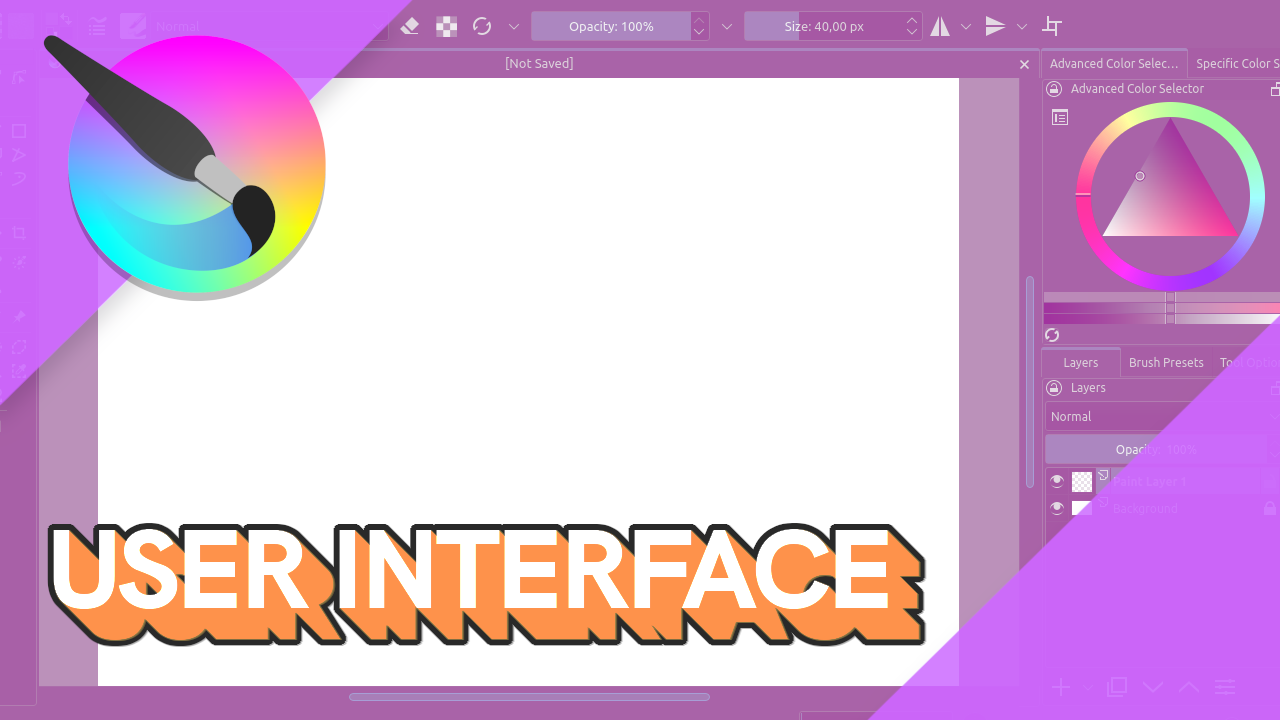 Normal
Opacity: 100%
Size: 40,00 px
[Not Saved]
Advanced Color Selec...
Specific Color S
Advanced Color Selector
Layers
Brush Presets
Tool Optio
Layers
Normal
Opacity: 100%
Paint Layer 1
Background
USER INTERFACE